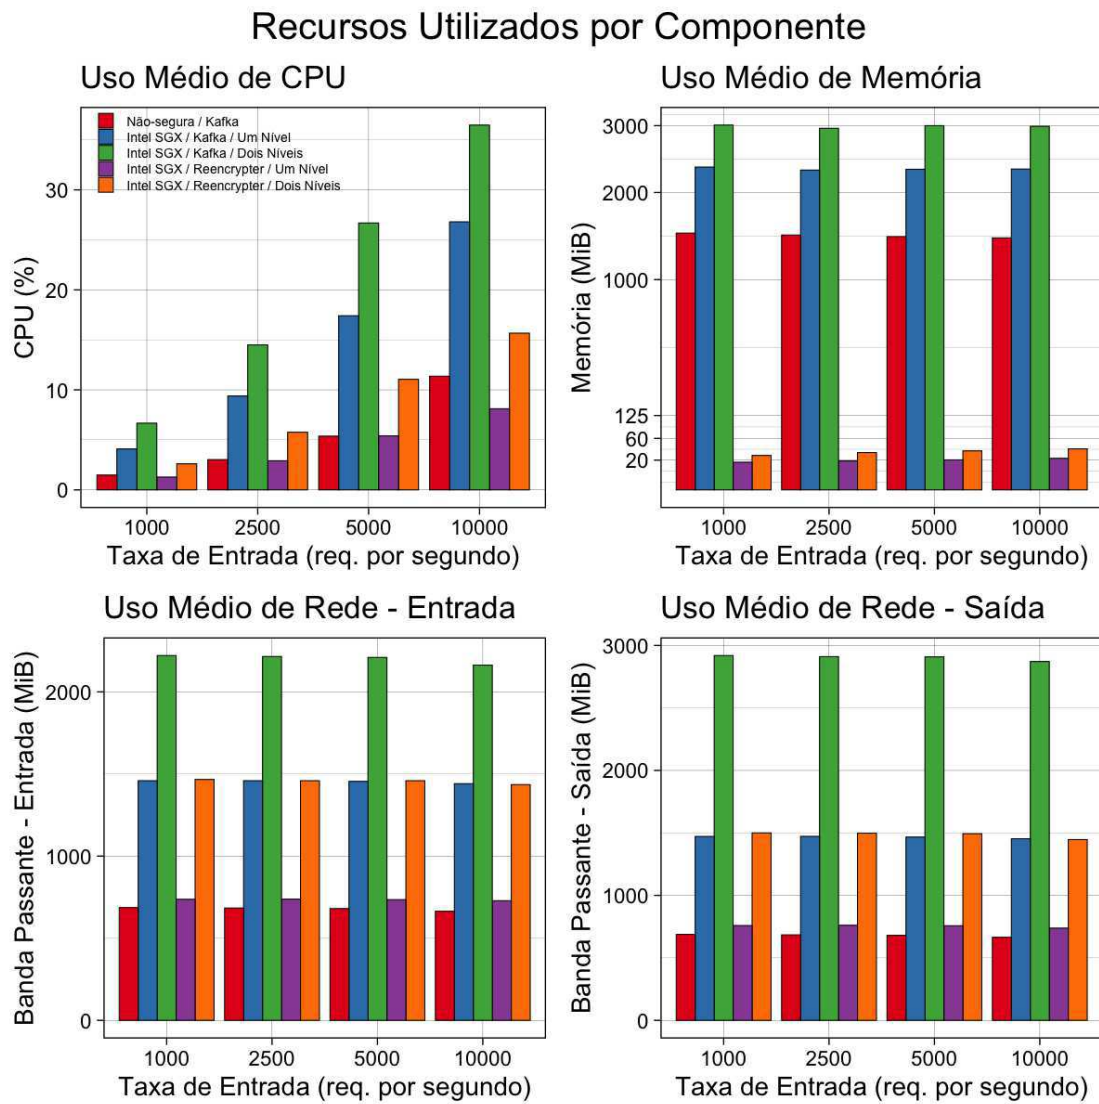 Recursos Utilizados por Componente
Uso Médio de CPU
Não-segura / Kafka
Intel SGX / Kafka / Um Nível
Intel SGX / Kafka / Dois Níveis
Intel SGX / Reencrypter / Um Nível
Intel SGX / Reencrypter / Dois Níveis
30
20
10
0
CPU (%)
1000 2500 5000 10000
Taxa de Entrada (req. por segundo)
Uso Médio de Memória
3000
2000
1000
125
60
20
Memória (MiB)
1000 2500 5000 10000
Taxa de Entrada (req. por segundo)
Uso Médio de Rede - Entrada
2000
1000
0
Banda Passante - Entrada (MiB)
1000 2500 5000 10000
Taxa de Entrada (req. por segundo)
Uso Médio de Rede - Saída
3000
2000
1000
0
Banda Passante - Saída (MiB)
1000 2500 5000 10000
Taxa de Entrada (req. por segundo)